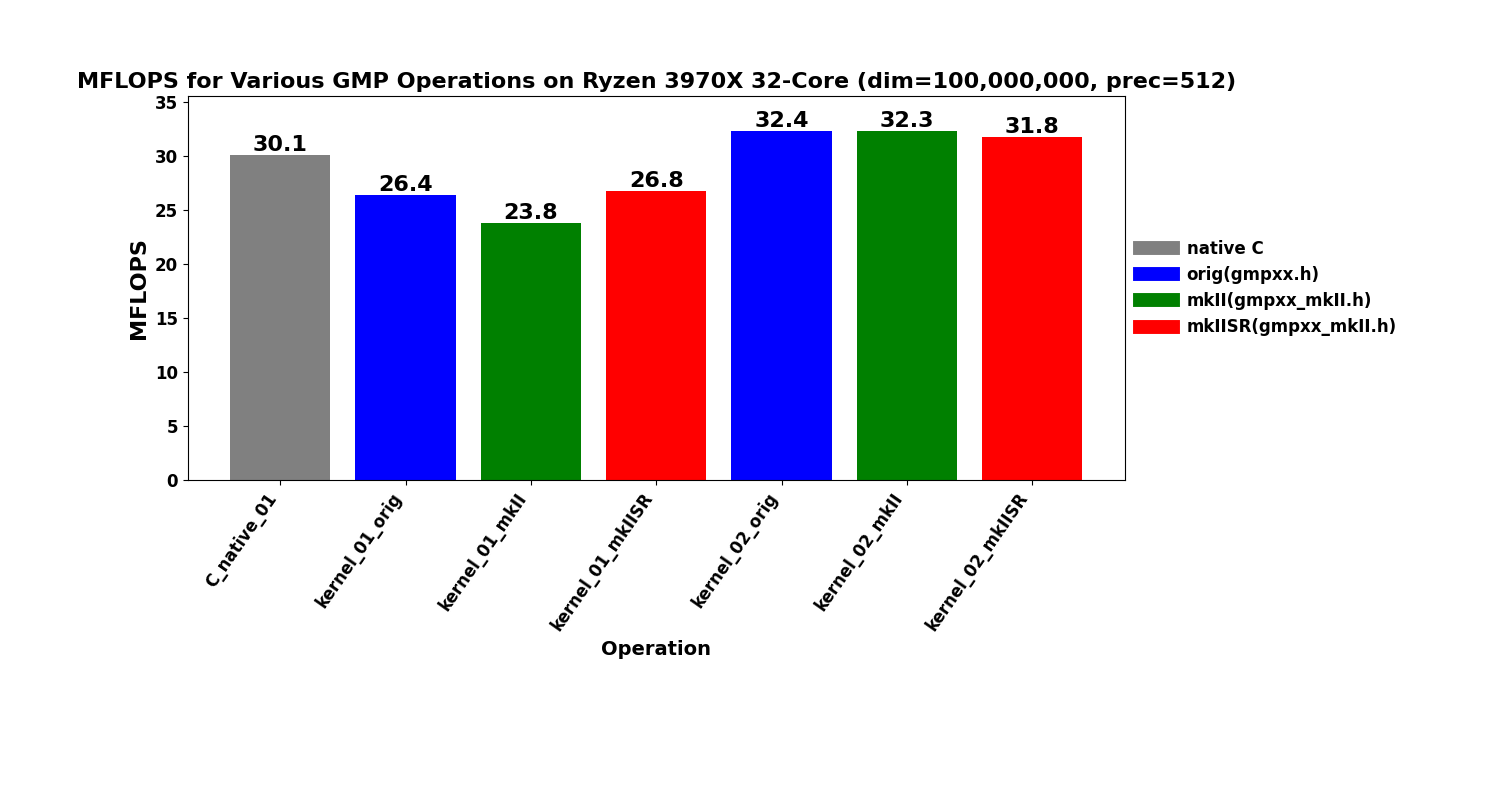 MFLOPS for Various GMP Operations on Ryzen 3970X 32-Core (dim=100,000,000, prec=512)
MFLOPS
35
30
25
20
15
10
5
0
30.1
26.4
23.8
26.8
32.4
32.3
31.8
C_native_01
kernel_01_orig
kernel_01_mkII
kernel_01_mkIISR
kernel_02_orig
kernel_02_mkII
kernel_02_mkIISR
Operation
native C
orig(gmpxx.h)
mkII(gmpxx_mkII.h)
mkIISR(gmpxx_mkII.h)